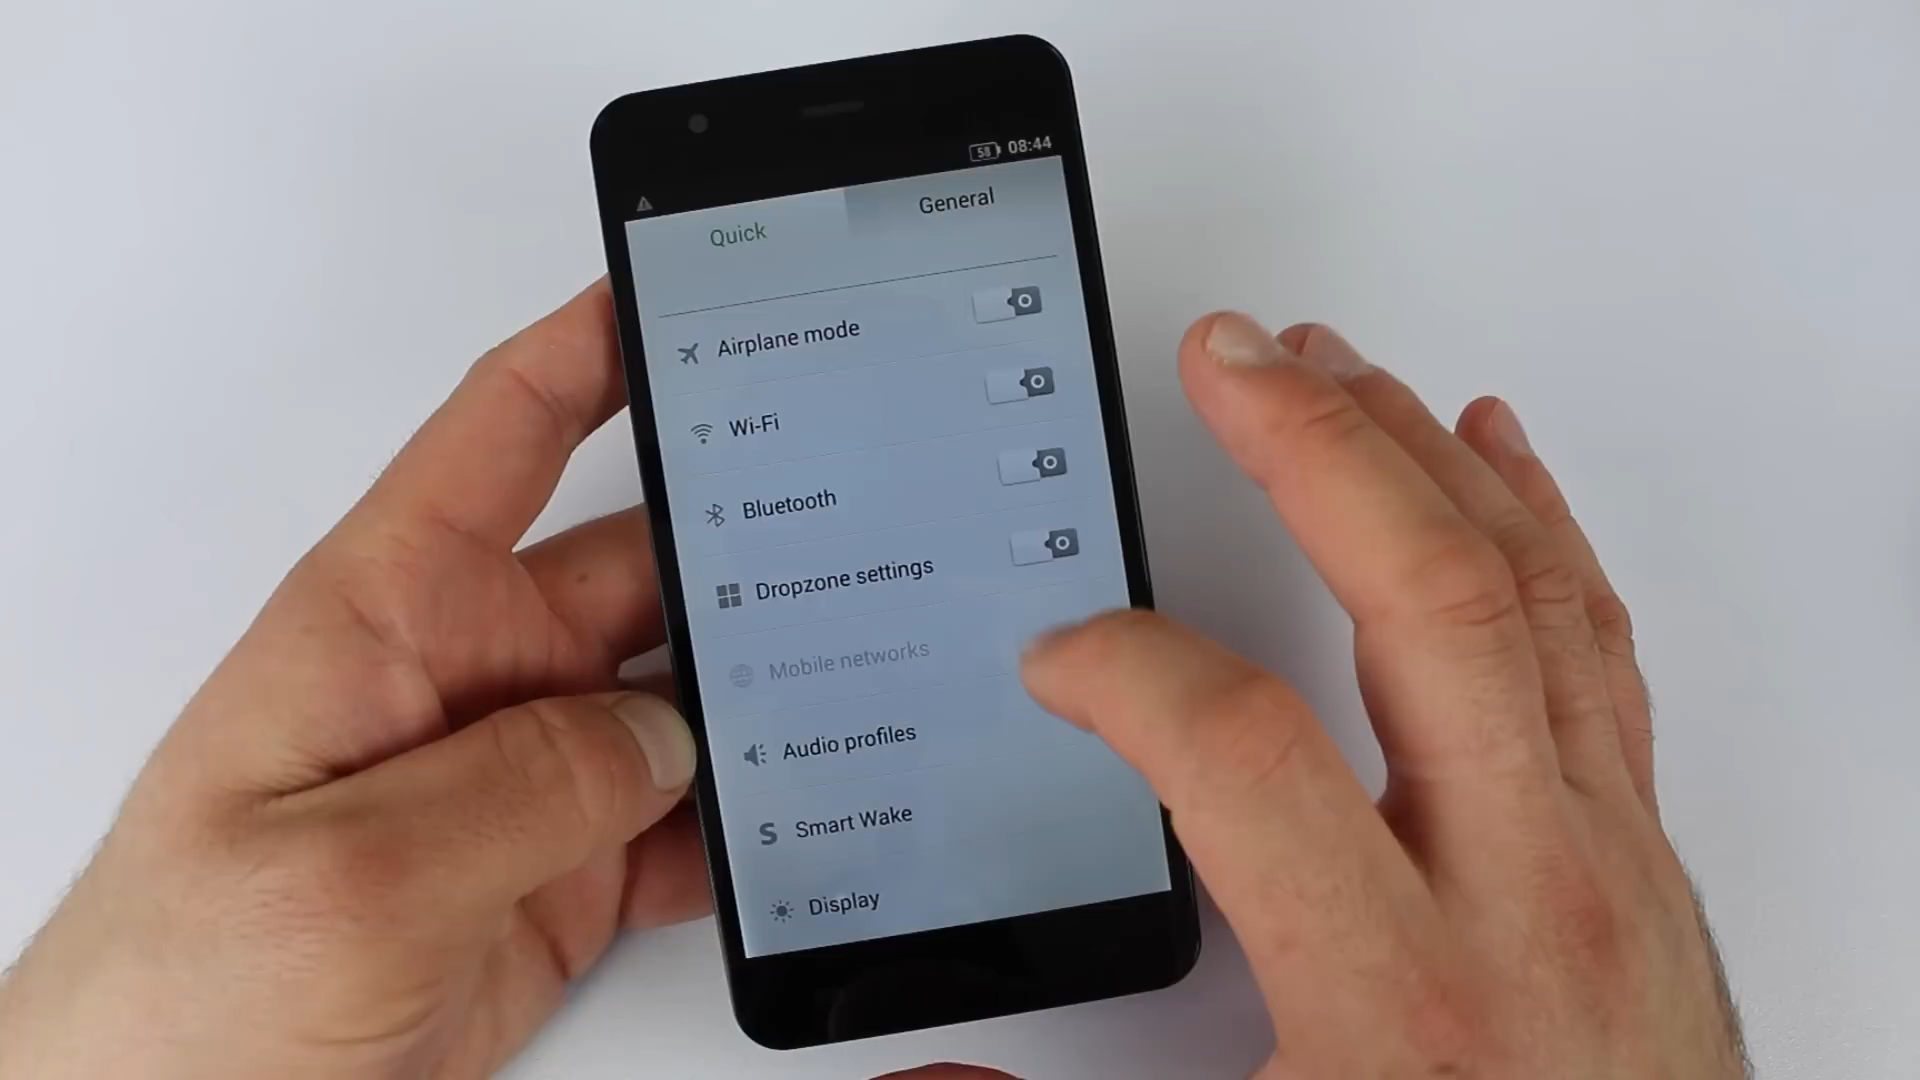 58 08:44
Quick
General
Airplane mode
Wi-Fi
Bluetooth
Dropzone settings
Mobile networks
Audio profiles
Smart Wake
Display